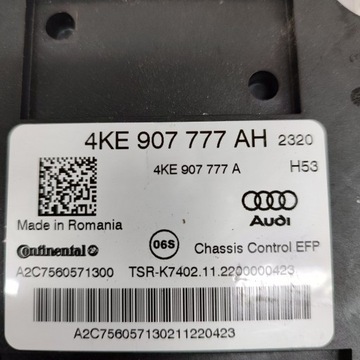 4KE 907 777 AH 2320
4KE 907 777 A H53
Audi
Made in Romania
Continental 06S Chassis Control EFP
A2C7560571300 TSR-K7402.11.2200000423
A2C756057130211220423